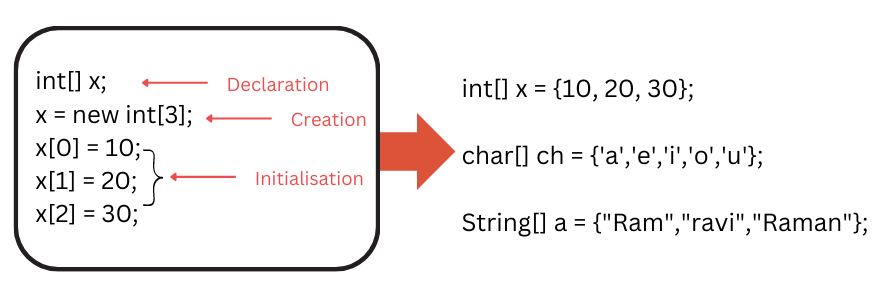 int[] x;
Declaration
x = new int[3];
Creation
x[0] = 10;
x[1] = 20;
Initialisation
x[2] = 30;
int[] x = {10, 20, 30};
char[] ch = {'a','e','i','o','u'};
String[] a = {"Ram","ravi","Raman"};